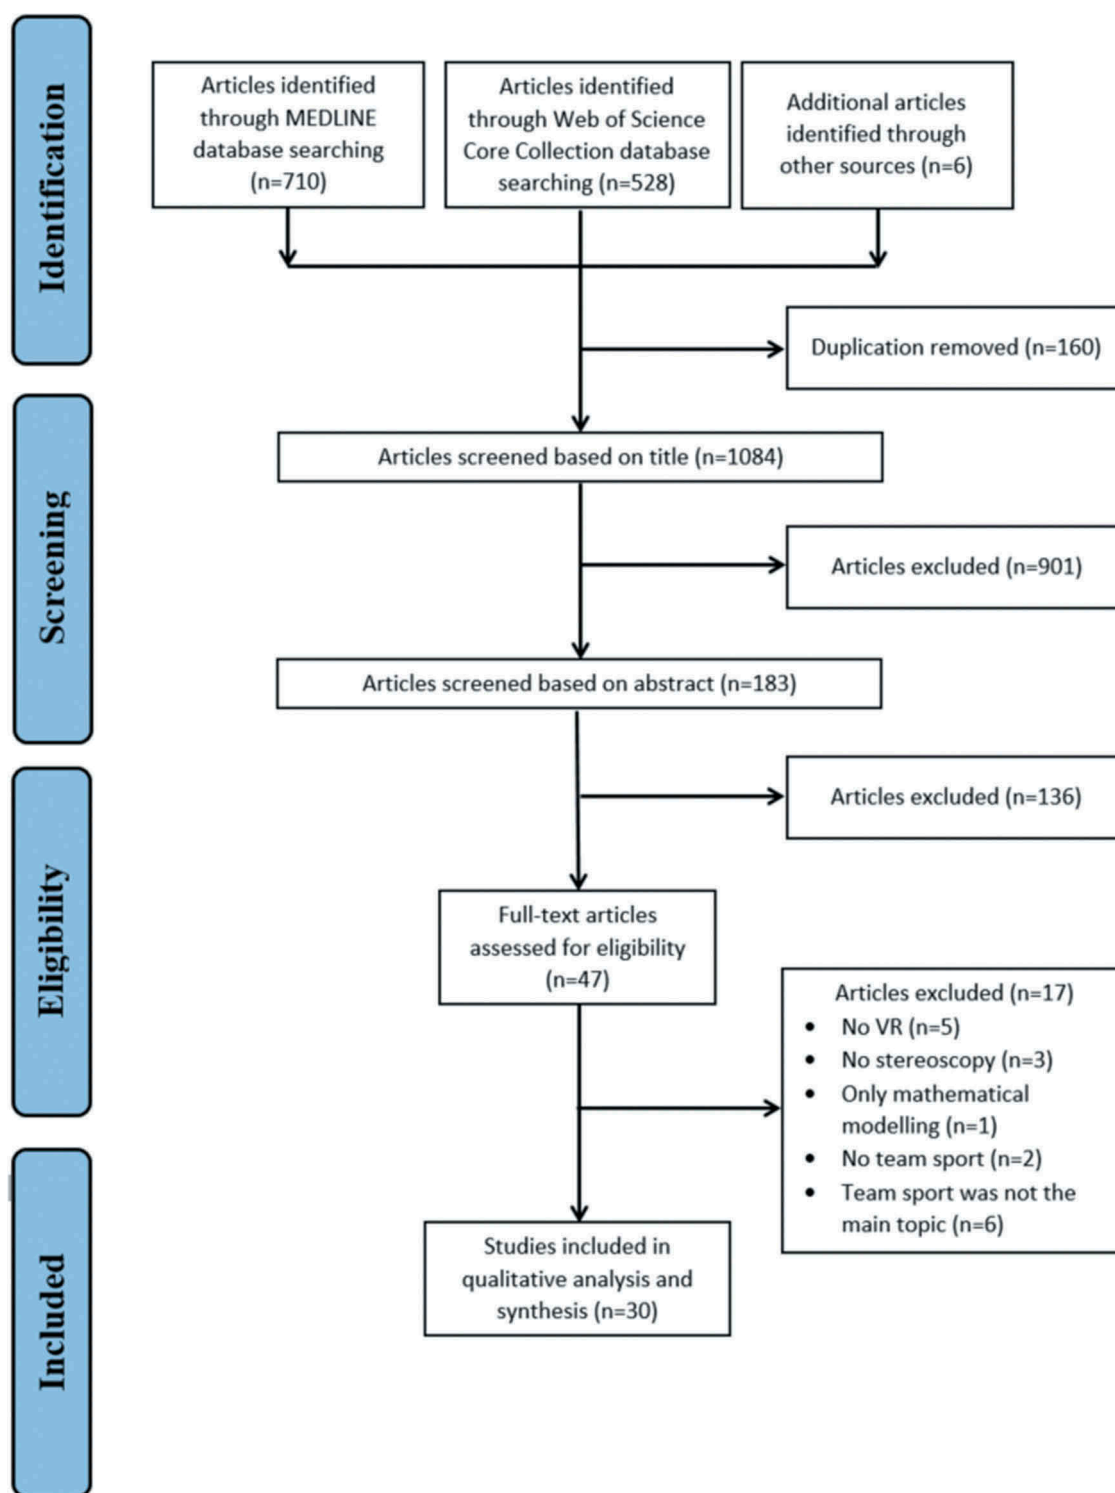 Identification
Articles identified
through MEDLINE
database searching
(n=710)
Articles identified
through Web of Science
Core Collection database
searching (n=528)
Additional articles
identified through
other sources (n=6)
Duplication removed (n=160)
Screening
Articles screened based on title (n=1084)
Articles excluded (n=901)
Articles screened based on abstract (n=183)
Articles excluded (n=136)
Eligibility
Full-text articles
assessed for eligibility
(n=47)
Articles excluded (n=17)
• No VR (n=5)
• No stereoscopy (n=3)
• Only mathematical
modelling (n=1)
• No team sport (n=2)
• Team sport was not the
main topic (n=6)
Included
Studies included in
qualitative analysis and
synthesis (n=30)